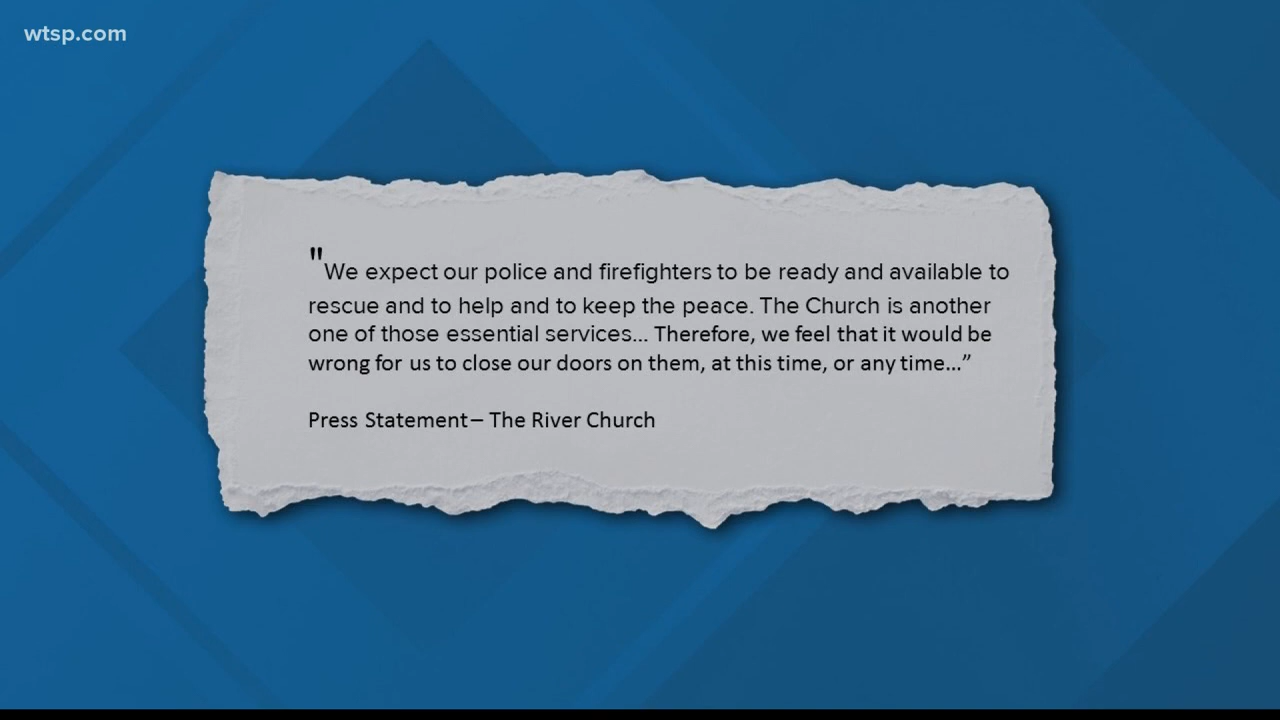 wtsp.com
"We expect our police and firefighters to be ready and available to
rescue and to help and to keep the peace. The Church is another
one of those essential services... Therefore, we feel that it would be
wrong for us to close our doors on them, at this time, or any time...”
Press Statement – The River Church